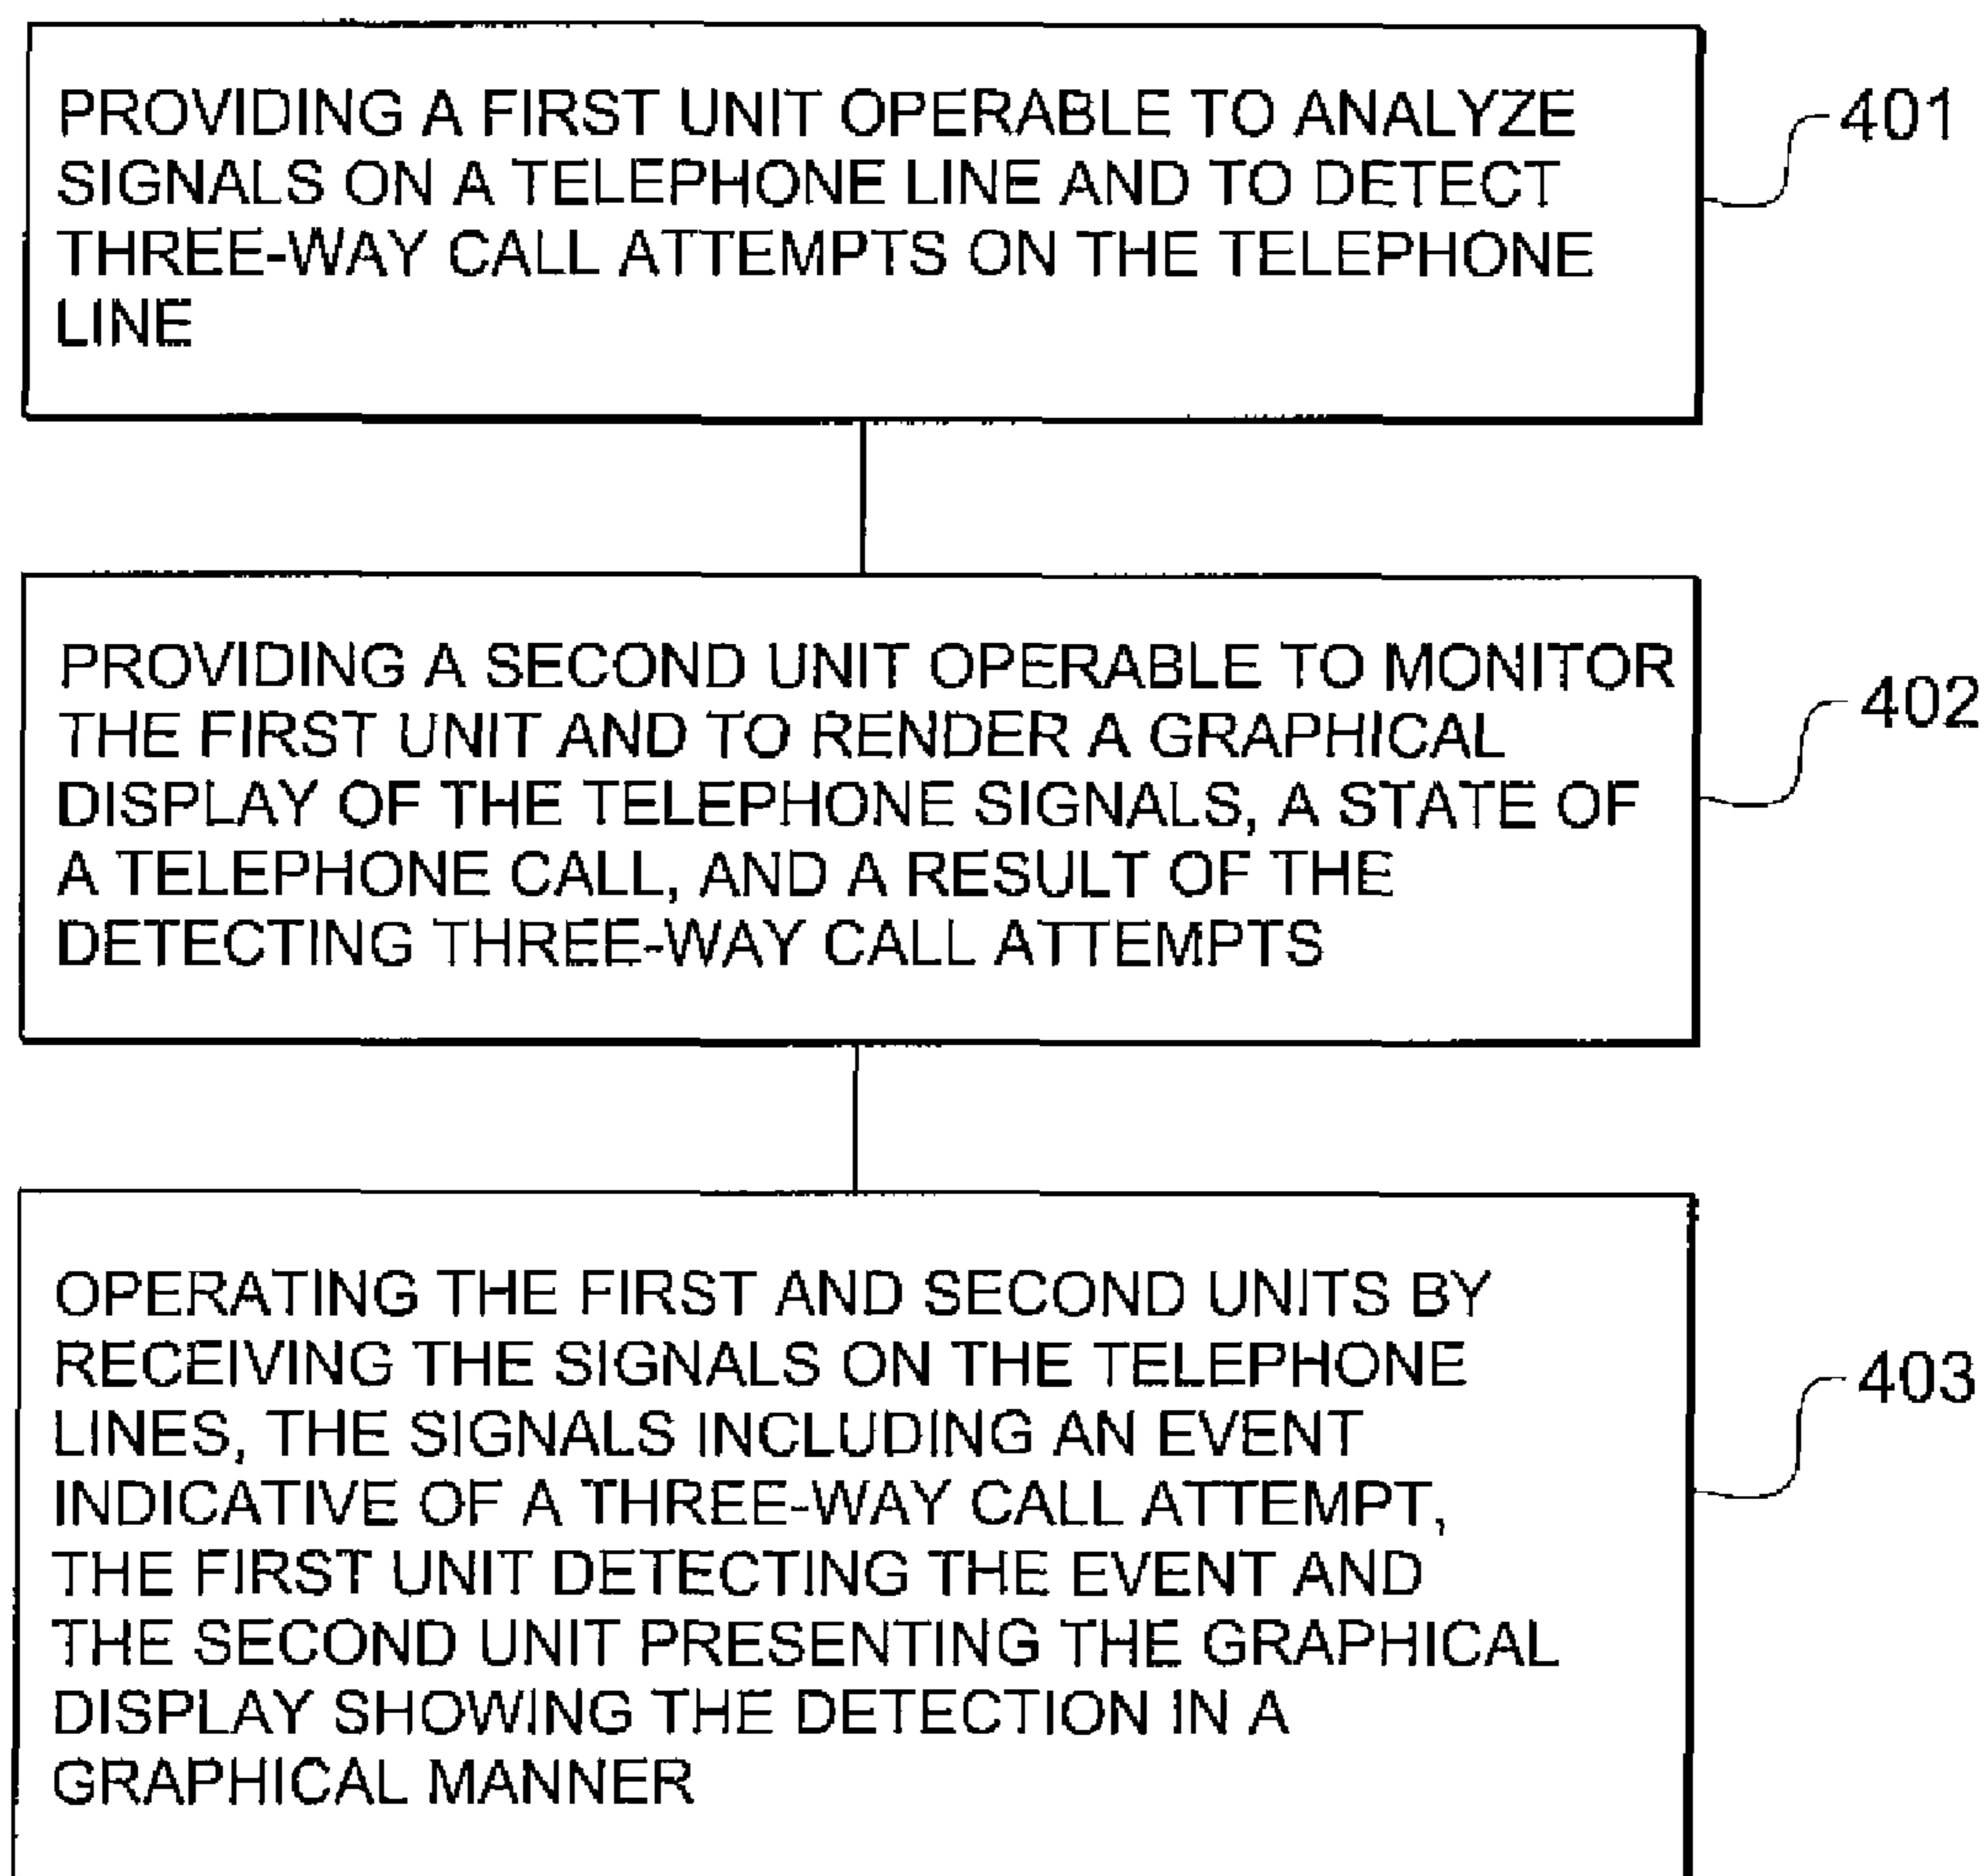 PROVIDING A FIRST UNIT OPERABLE TO ANALYZE
SIGNALS ON A TELEPHONE LINE AND TO DETECT
THREE-WAY CALL ATTEMPTS ON THE TELEPHONE
LINE
401
PROVIDING A SECOND UNIT OPERABLE TO MONITOR
THE FIRST UNIT AND TO RENDER A GRAPHICAL
DISPLAY OF THE TELEPHONE SIGNALS, A STATE OF
A TELEPHONE CALL, AND A RESULT OF THE
DETECTING THREE-WAY CALL ATTEMPTS
402
OPERATING THE FIRST AND SECOND UNITS BY
RECEIVING THE SIGNALS ON THE TELEPHONE
LINES, THE SIGNALS INCLUDING AN EVENT
INDICATIVE OF A THREE-WAY CALL ATTEMPT,
THE FIRST UNIT DETECTING THE EVENT AND
THE SECOND UNIT PRESENTING THE GRAPHICAL
DISPLAY SHOWING THE DETECTION IN A
GRAPHICAL MANNER
403